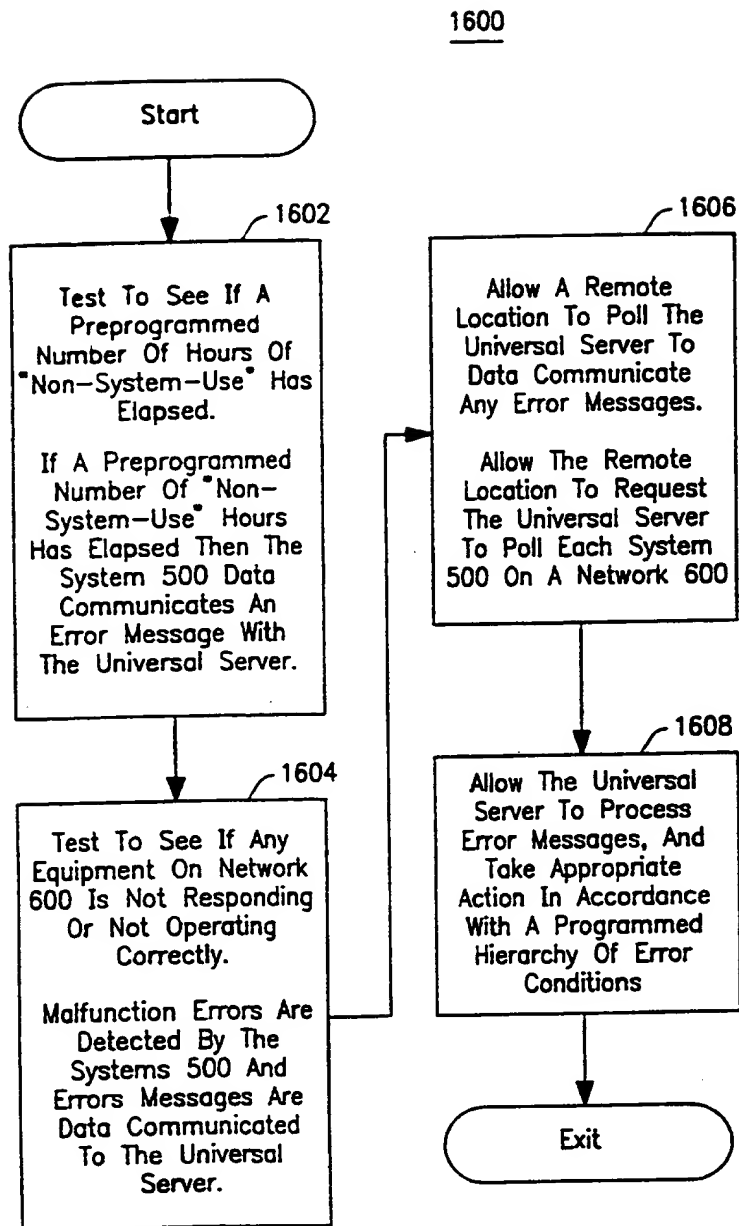 1600
Start
1602
Test To See If A
Preprogrammed
Number Of Hours Of
"Non-System-Use" Has
Elapsed.
If A Preprogrammed
Number Of "Non-
System-Use" Hours
Has Elapsed Then The
System 500 Data
Communicates An
Error Message With
The Universal Server.
1604
Test To See If Any
Equipment On Network
600 Is Not Responding
Or Not Operating
Correctly.
Malfunction Errors Are
Detected By The
Systems 500 And
Errors Messages Are
Data Communicated
To The Universal
Server.
1606
Allow A Remote
Location To Poll The
Universal Server To
Data Communicate
Any Error Messages.
Allow The Remote
Location To Request
The Universal Server
To Poll Each System
500 On A Network 600
1608
Allow The Universal
Server To Process
Error Messages, And
Take Appropriate
Action In Accordance
With A Programmed
Hierarchy Of Error
Conditions
Exit